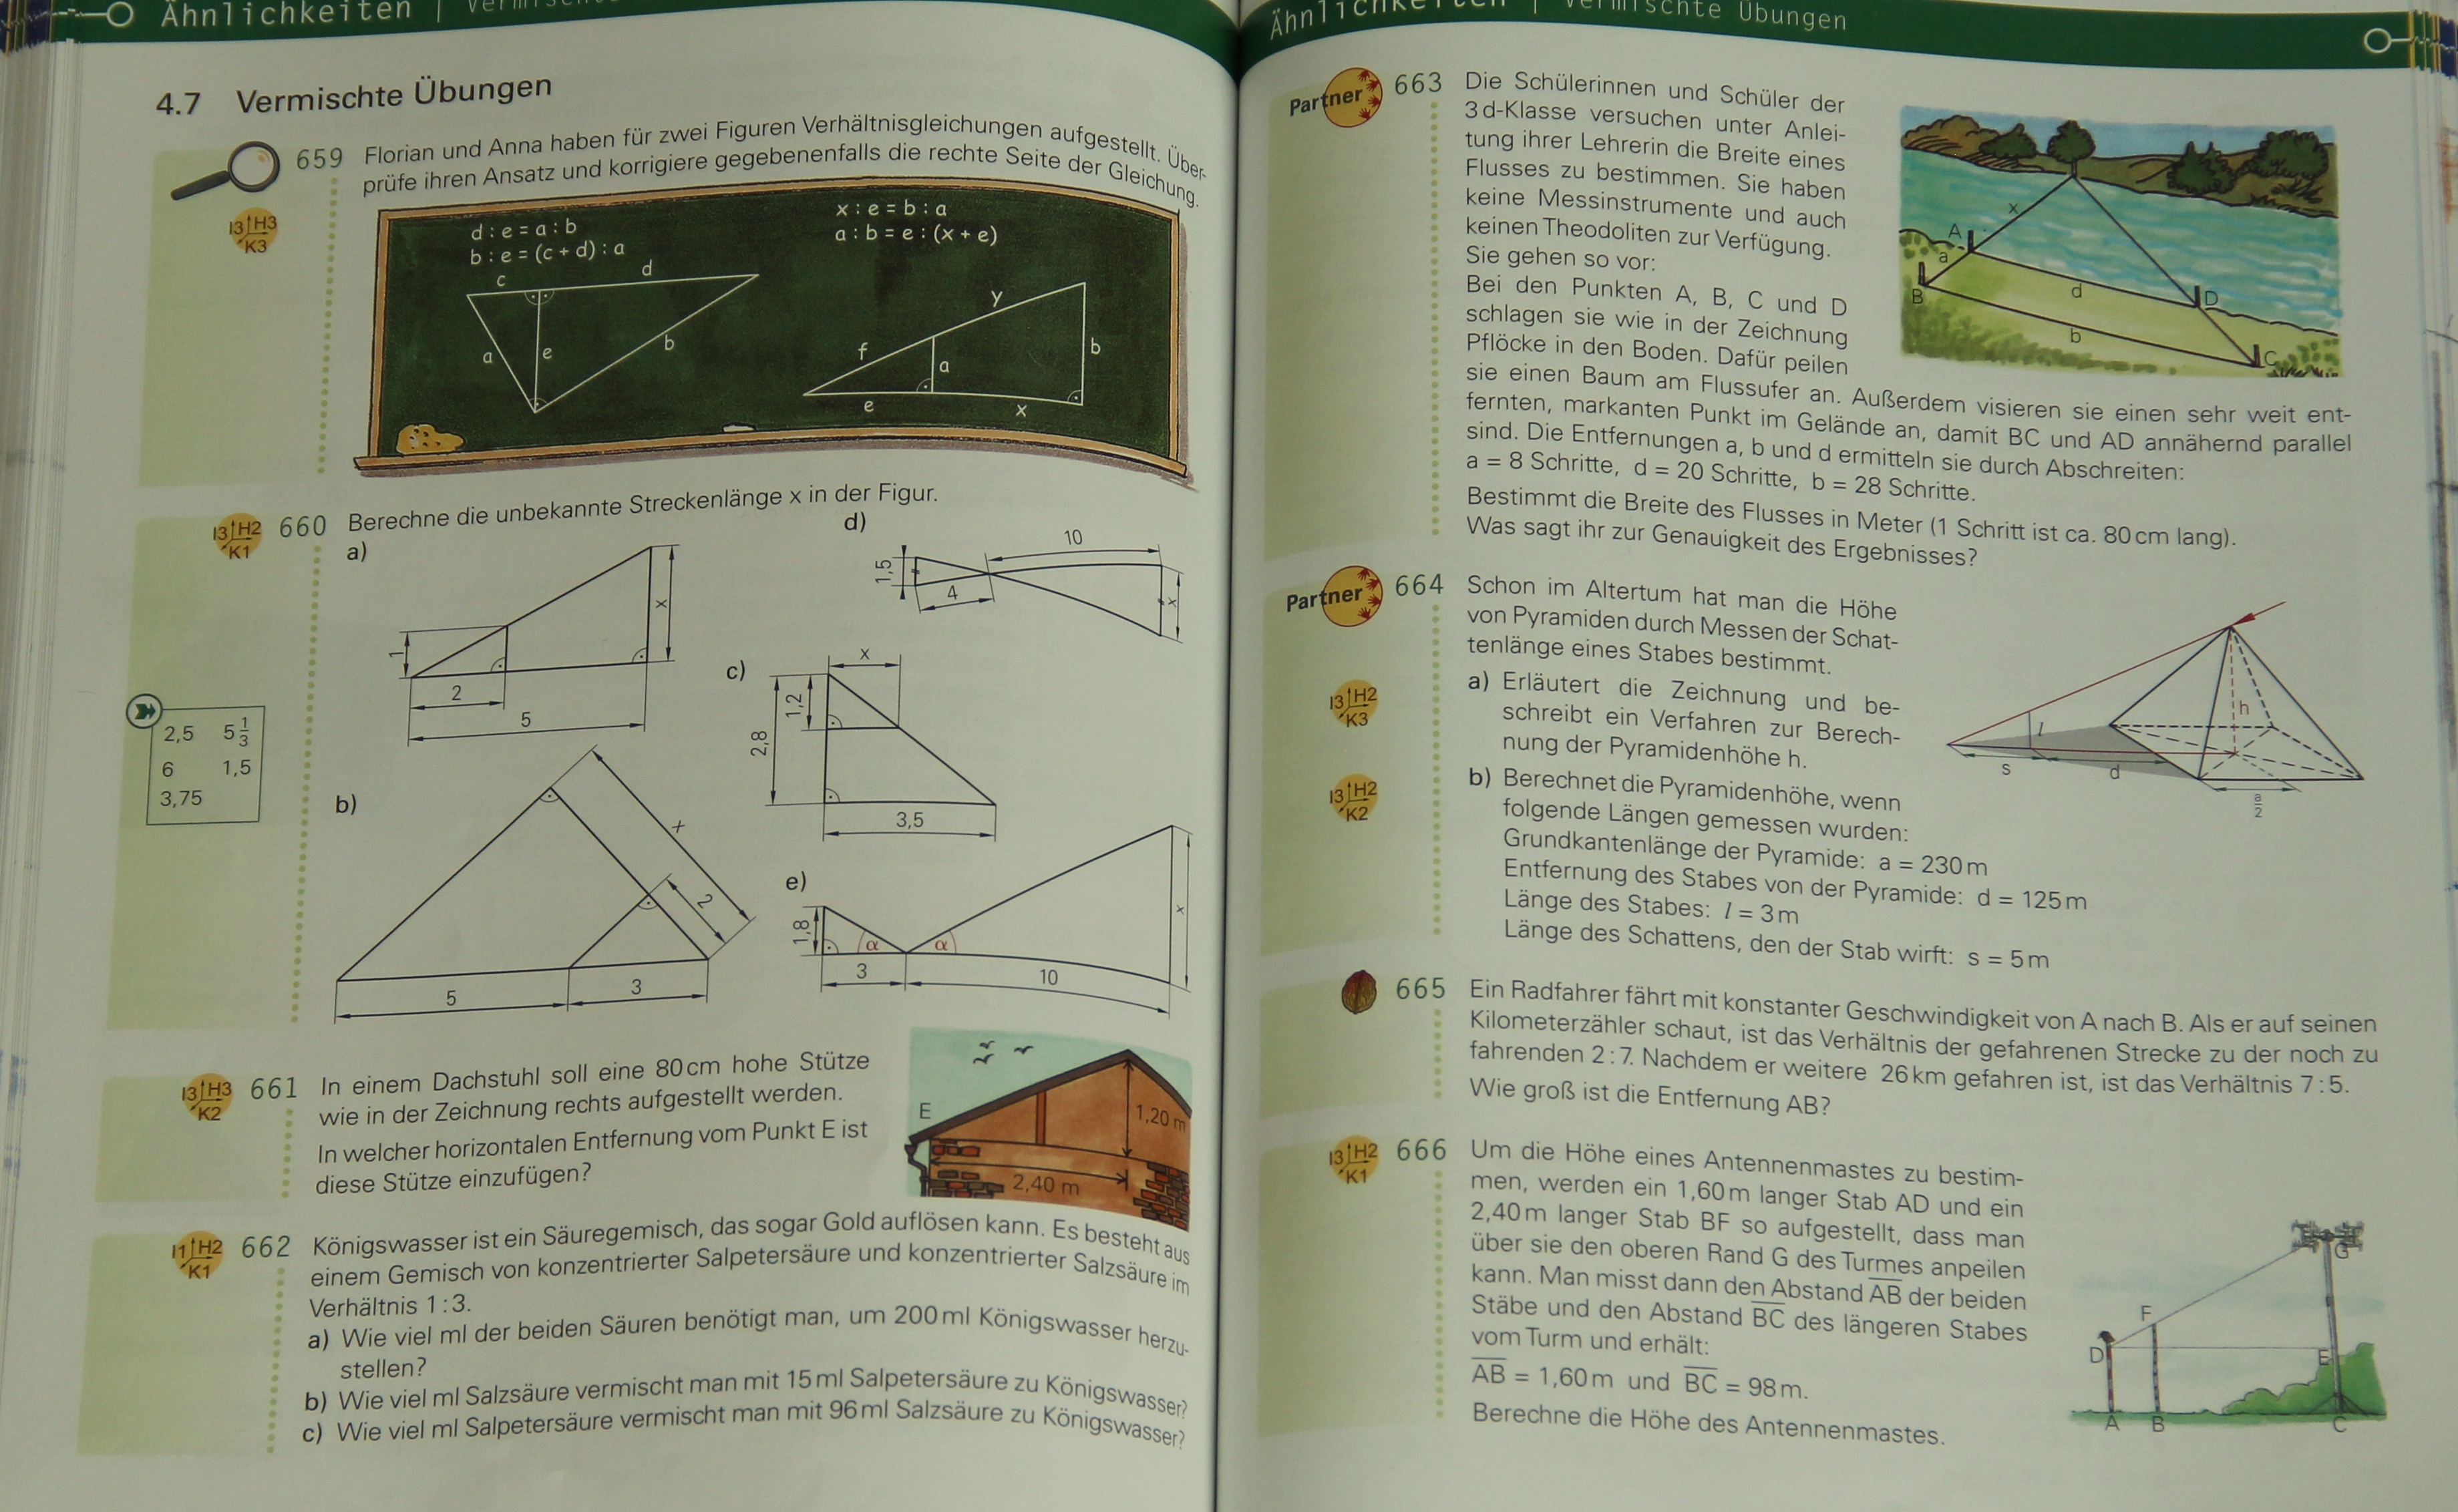 Ähnlichkeiten |
4.7 Vermischte Übungen
659 Florian und Anna haben für zwei Figuren Verhältnisgleichungen aufgestellt. Über-
prüfe ihren Ansatz und korrigiere gegebenenfalls die rechte Seite der Gleichung.
I3 H3
K3
d : e = a : b
b : e = (c + d) : a
x : e = b : a
a : b = e : (x + e)
c d
a e b
y
f a b
e x
I3 H2
K1
660 Berechne die unbekannte Streckenlänge x in der Figur.
a)
1
2
5
x
d)
1,5
4
10
x
c)
x
1,2
2,8
3,5
2,5 5 1/3
6 1,5
3,75
b)
x
2
5
3
e)
1,8
α α
3
10
x
I3 H3
K2
661 In einem Dachstuhl soll eine 80 cm hohe Stütze
wie in der Zeichnung rechts aufgestellt werden.
In welcher horizontalen Entfernung vom Punkt E ist
diese Stütze einzufügen?
E
1,20 m
2,40 m
I1 H2
K1
662 Königswasser ist ein Säuregemisch, das sogar Gold auflösen kann. Es besteht aus
einem Gemisch von konzentrierter Salpetersäure und konzentrierter Salzsäure im
Verhältnis 1 : 3.
a) Wie viel ml der beiden Säuren benötigt man, um 200 ml Königswasser herzu-
stellen?
b) Wie viel ml Salzsäure vermischt man mit 15 ml Salpetersäure zu Königswasser?
c) Wie viel ml Salpetersäure vermischt man mit 96 ml Salzsäure zu Königswasser?
Ähnlichkeiten | Vermischte Übungen
Partner
663 Die Schülerinnen und Schüler der
3 d-Klasse versuchen unter Anlei-
tung ihrer Lehrerin die Breite eines
Flusses zu bestimmen. Sie haben
keine Messinstrumente und auch
keinen Theodoliten zur Verfügung.
Sie gehen so vor:
Bei den Punkten A, B, C und D
schlagen sie wie in der Zeichnung
Pflöcke in den Boden. Dafür peilen
sie einen Baum am Flussufer an. Außerdem visieren sie einen sehr weit ent-
fernten, markanten Punkt im Gelände an, damit BC und AD annähernd parallel
sind. Die Entfernungen a, b und d ermitteln sie durch Abschreiten:
a = 8 Schritte, d = 20 Schritte, b = 28 Schritte.
Bestimmt die Breite des Flusses in Meter (1 Schritt ist ca. 80 cm lang).
Was sagt ihr zur Genauigkeit des Ergebnisses?
x
A
a
B
d
D
b
C
Partner
664 Schon im Altertum hat man die Höhe
von Pyramiden durch Messen der Schat-
tenlänge eines Stabes bestimmt.
I3 H2
K3
a) Erläutert die Zeichnung und be-
schreibt ein Verfahren zur Berech-
nung der Pyramidenhöhe h.
I3 H2
K2
b) Berechnet die Pyramidenhöhe, wenn
folgende Längen gemessen wurden:
Grundkantenlänge der Pyramide: a = 230 m
Entfernung des Stabes von der Pyramide: d = 125 m
Länge des Stabes: l = 3 m
Länge des Schattens, den der Stab wirft: s = 5 m
h
l
s
d
a/2
665 Ein Radfahrer fährt mit konstanter Geschwindigkeit von A nach B. Als er auf seinen
Kilometerzähler schaut, ist das Verhältnis der gefahrenen Strecke zu der noch zu
fahrenden 2 : 7. Nachdem er weitere 26 km gefahren ist, ist das Verhältnis 7 : 5.
Wie groß ist die Entfernung AB?
I3 H2
K1
666 Um die Höhe eines Antennenmastes zu bestim-
men, werden ein 1,60 m langer Stab AD und ein
2,40 m langer Stab BF so aufgestellt, dass man
über sie den oberen Rand G des Turmes anpeilen
kann. Man misst dann den Abstand AB der beiden
Stäbe und den Abstand BC des längeren Stabes
vom Turm und erhält:
AB = 1,60 m und BC = 98 m.
Berechne die Höhe des Antennenmastes.
G
F
D
E
A B C